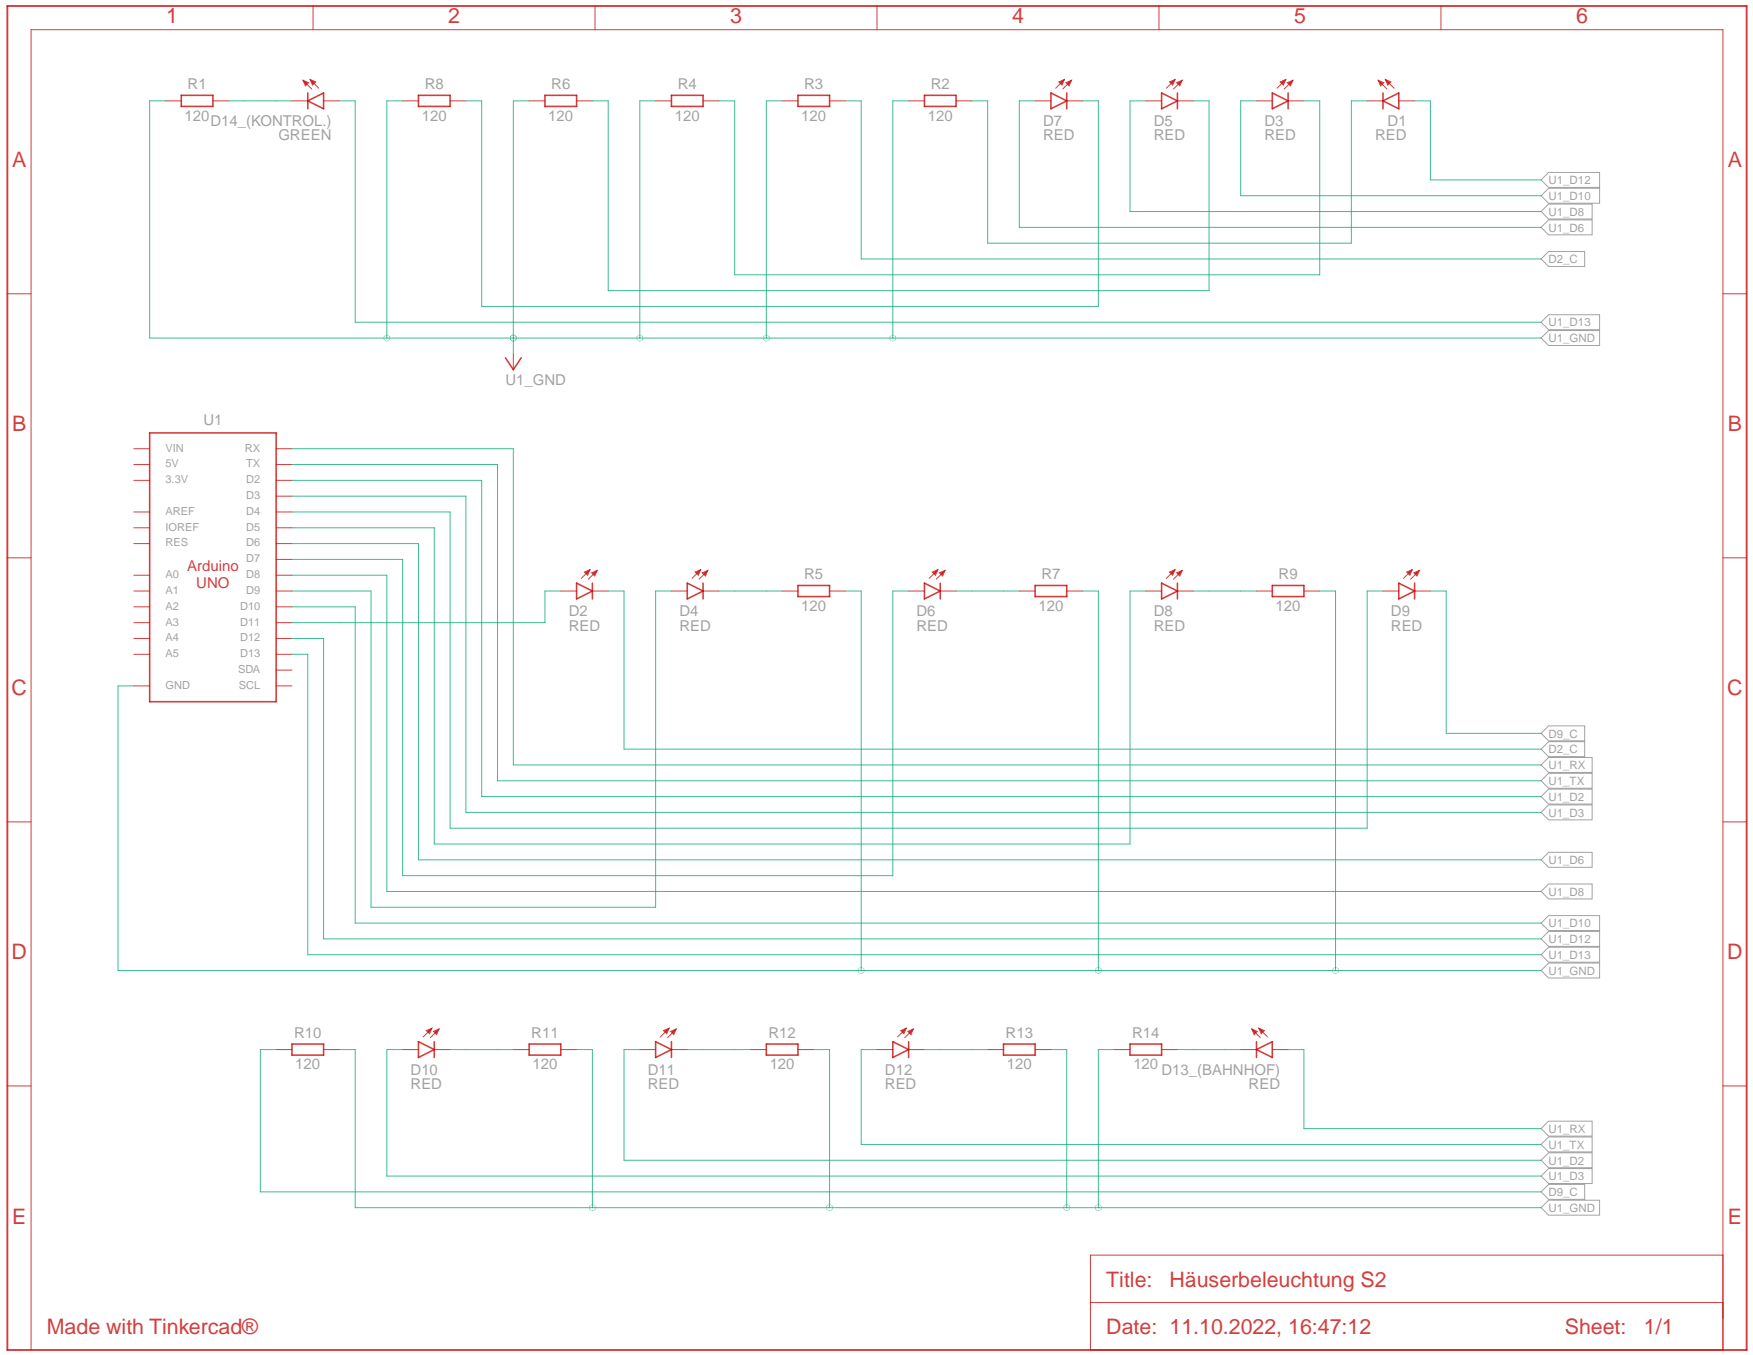 1 2 3 4 5 6
R1 R8 R6 R4 R3 R2
120 D14_(KONTROL.) 120 120 120 120 120 D7 D5 D3 D1
GREEN RED RED RED RED
A A
U1_D12
U1_D10
U1_D8
U1_D6
D2_C
U1_D13
U1_GND
U1_GND
B B
U1
VIN RX
5V TX
3.3V D2
D3
AREF D4
IOREF D5
RES D6
D7
Arduino
UNO
A0 D8
A1 D9
A2 D10
A3 D11
A4 D12
A5 D13
SDA
GND SCL
R5 R7 R9
D2 D4 120 D6 120 D8 120 D9
RED RED RED RED RED
C C
D9_C
D2_C
U1_RX
U1_TX
U1_D2
U1_D3
U1_D6
U1_D8
U1_D10
U1_D12
U1_D13
U1_GND
D D
R10 R11 R12 R13 R14
120 D10 120 D11 120 D12 120 120 D13_(BAHNHOF)
RED RED RED RED
U1_RX
U1_TX
U1_D2
U1_D3
D9_C
U1_GND
E E
Title: Häuserbeleuchtung S2
Made with Tinkercad®
Date: 11.10.2022, 16:47:12 Sheet: 1/1